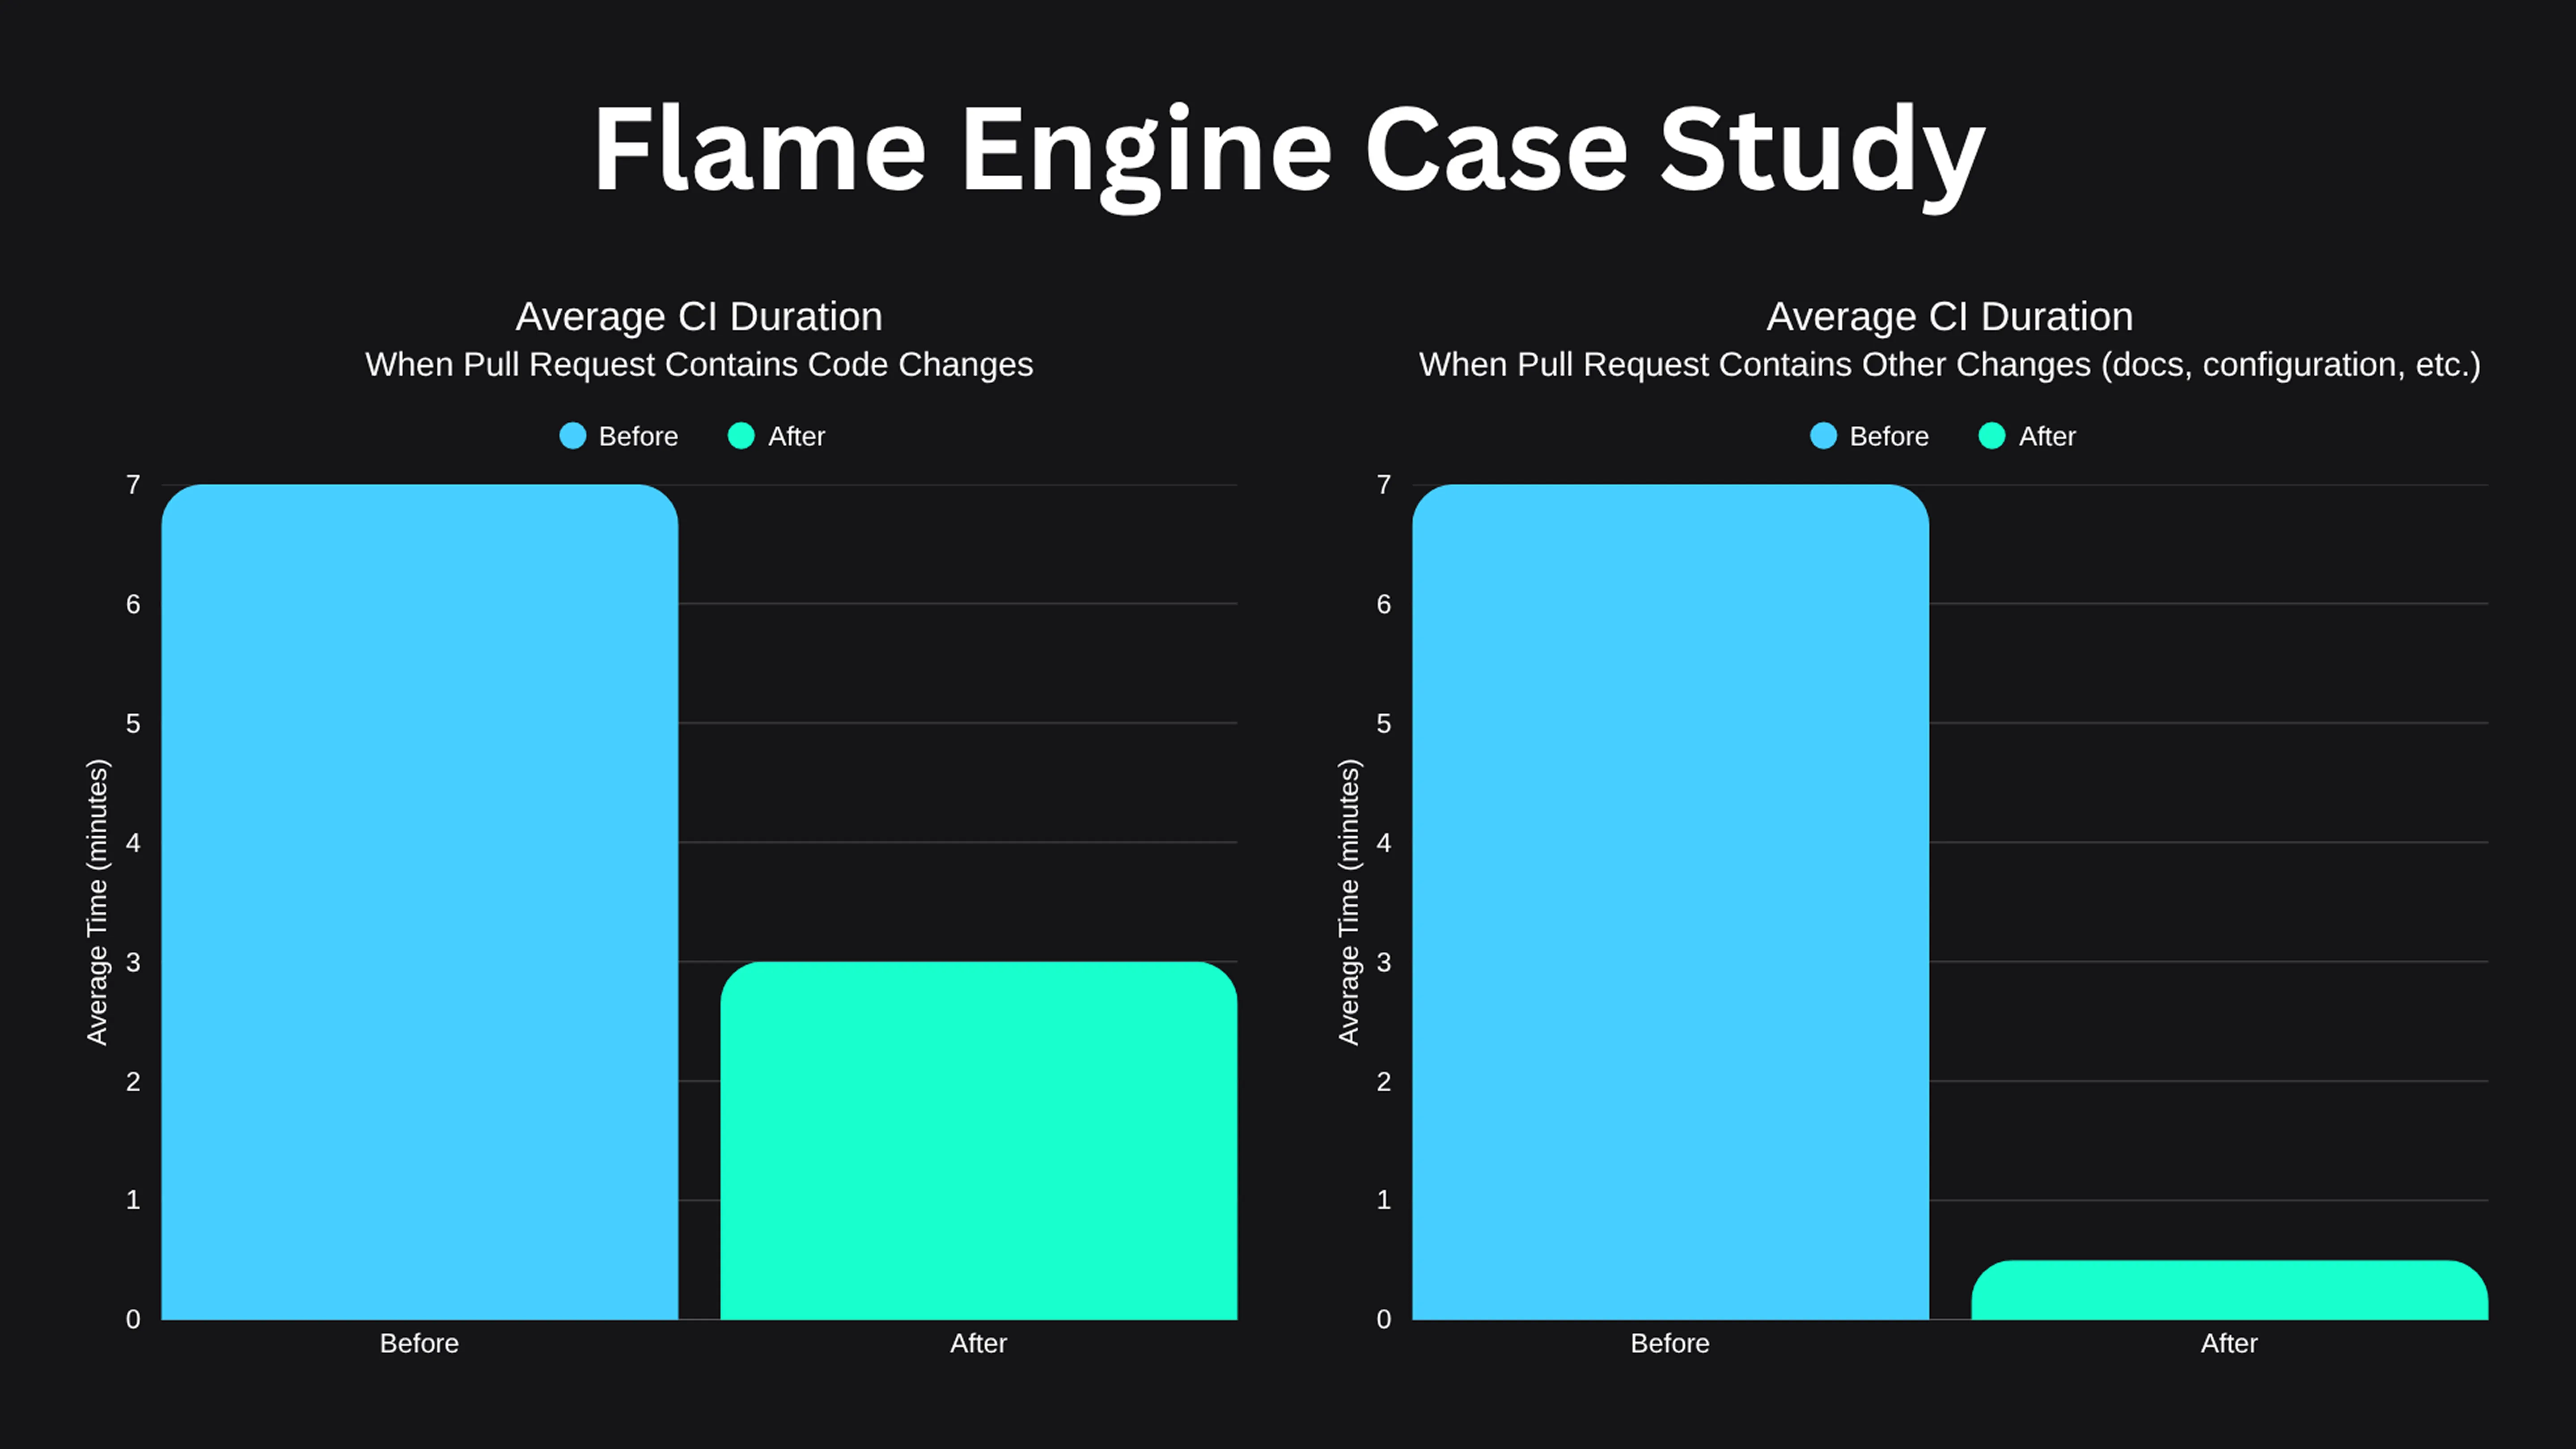 Flame Engine Case Study
Average CI Duration
When Pull Request Contains Code Changes
Before
After
7
6
5
4
3
2
1
0
Average Time (minutes)
Before
After
Average CI Duration
When Pull Request Contains Other Changes (docs, configuration, etc.)
Before
After
7
6
5
4
3
2
1
0
Average Time (minutes)
Before
After